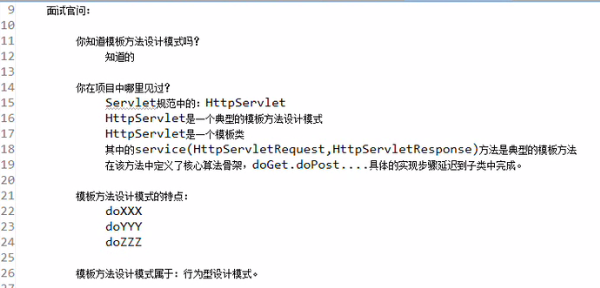 9 面试官问：
10
11 你知道模板方法设计模式吗？
12 知道的
13
14 你在项目中哪里见过？
15 Servlet规范中的：HttpServlet
16 HttpServlet是一个典型的模板方法设计模式
17 HttpServlet是一个模板类
18 其中的service(HttpServletRequest,HttpServletResponse)方法是典型的模板方法
19 在该方法中定义了核心算法骨架，doGet.doPost....具体的实现步骤延迟到子类中完成。
20
21 模板方法设计模式的特点：
22 doXXX
23 doYYY
24 doZZZ
25
26 模板方法设计模式属于：行为型设计模式。
27